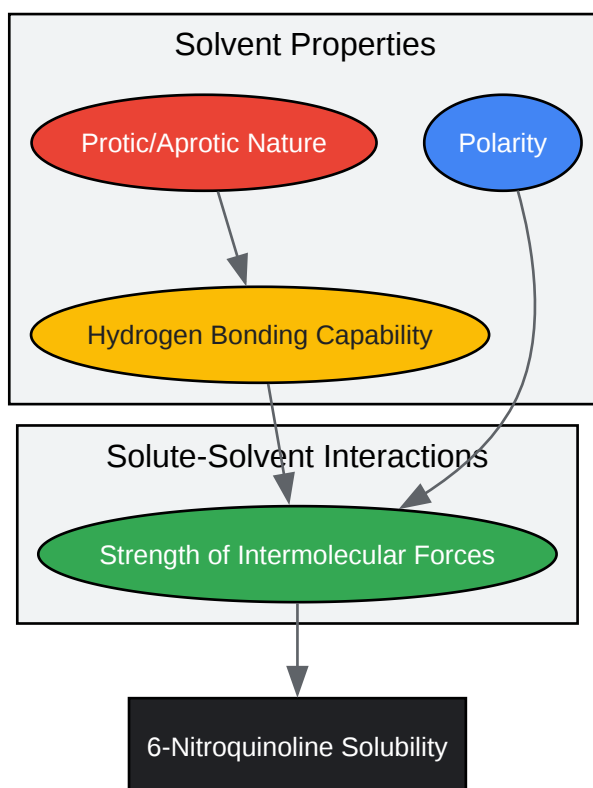 Solvent Properties
Protic/Aprotic Nature
Polarity
Hydrogen Bonding Capability
Solute-Solvent Interactions
Strength of Intermolecular Forces
6-Nitroquinoline Solubility